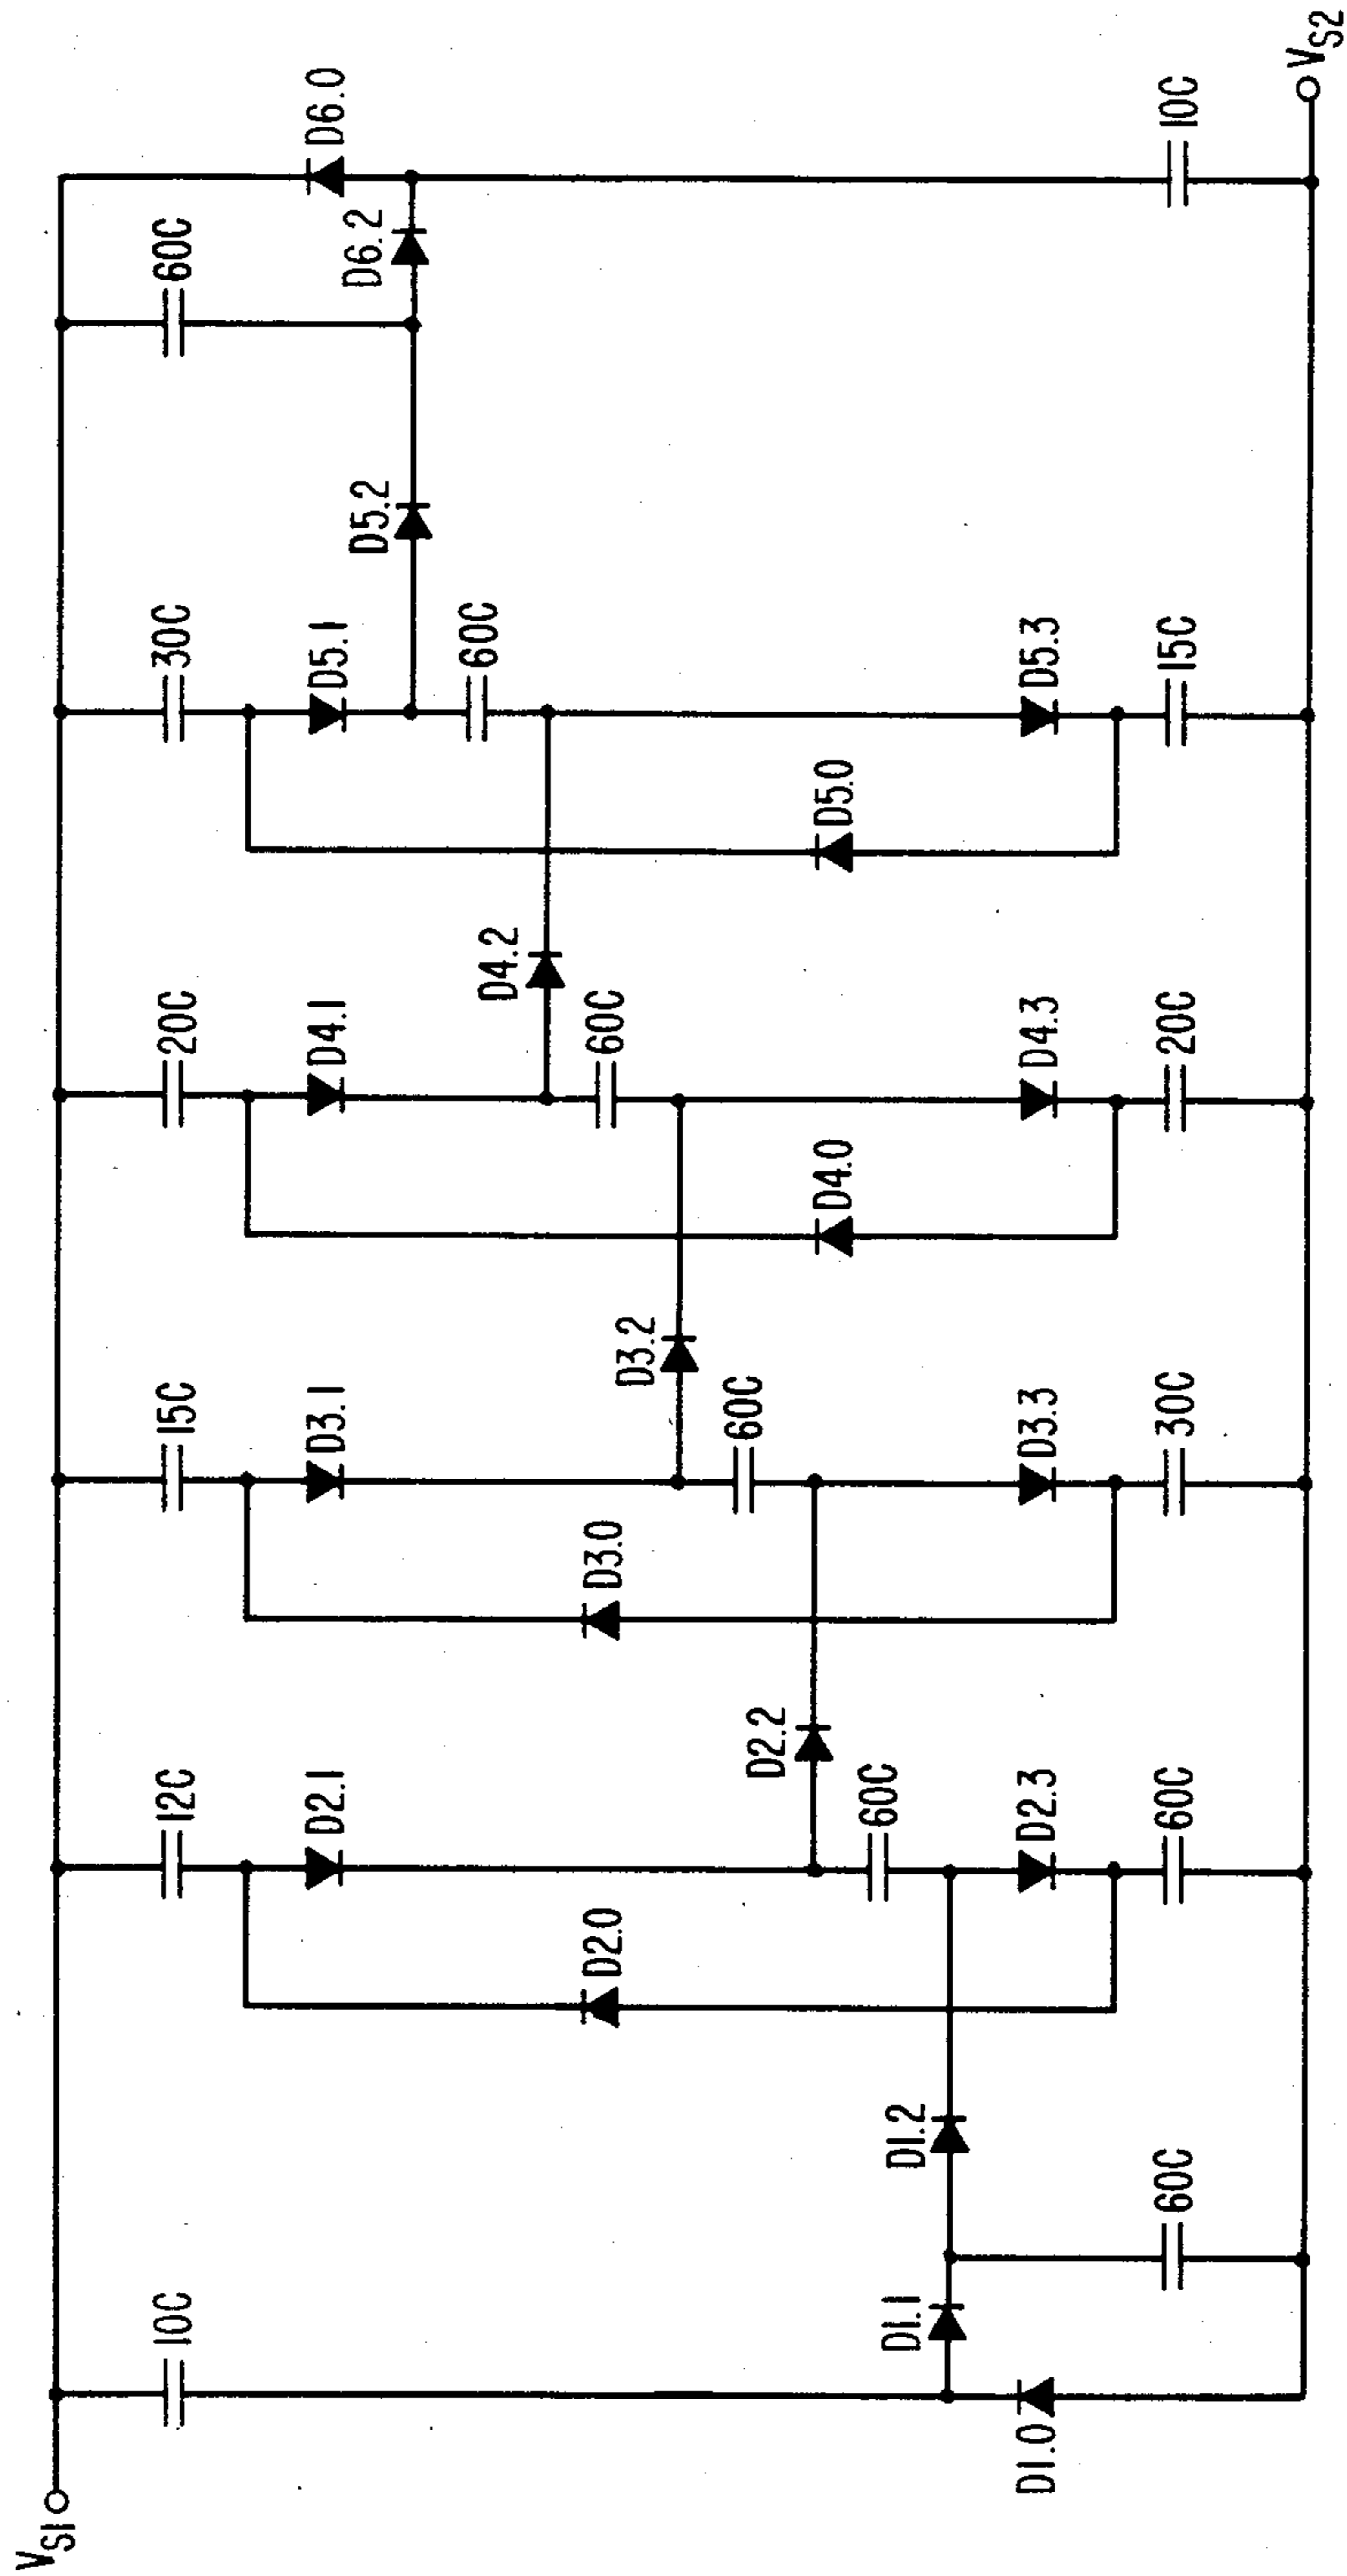 VS1
10C
12C
15C
20C
30C
60C
D1.0
D1.1
D1.2
60C
D2.0
D2.1
D2.2
60C
D2.3
60C
D3.0
D3.1
D3.2
60C
D3.3
30C
D4.0
D4.1
D4.2
60C
D4.3
20C
D5.0
D5.1
D5.2
60C
D5.3
15C
D6.2
D6.0
10C
VS2